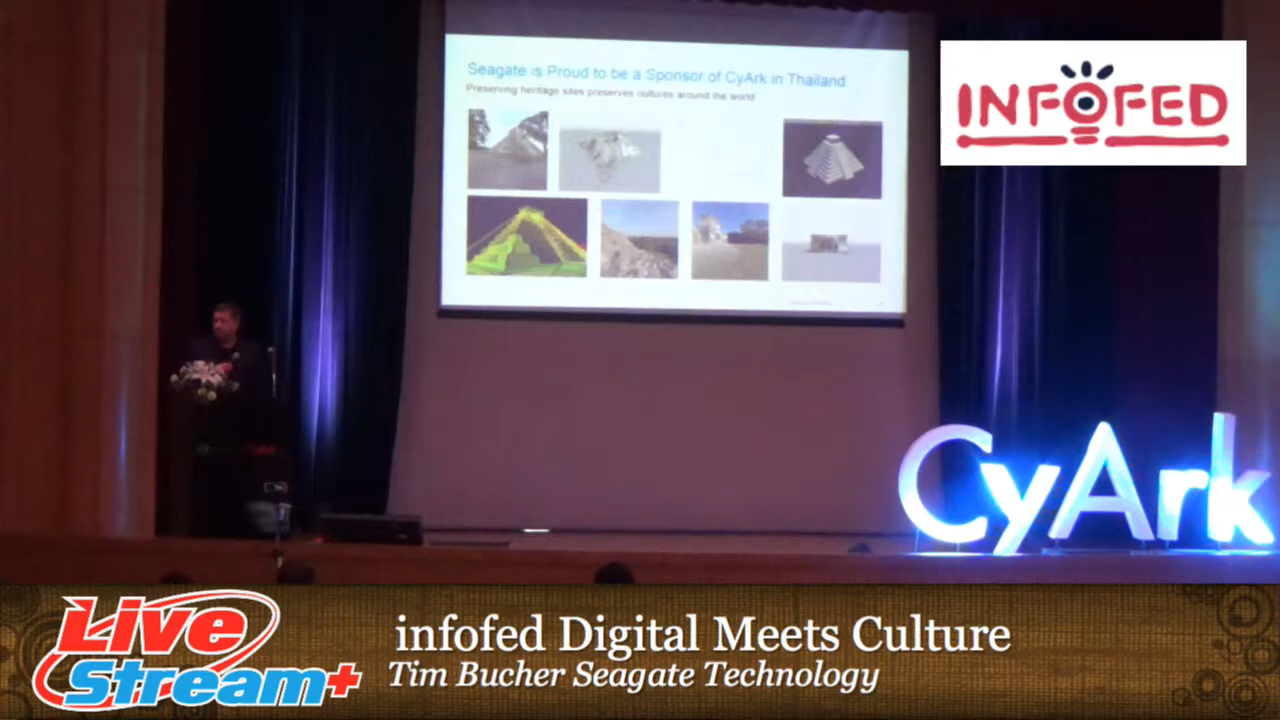 Seagate is Proud to be a Sponsor of CyArk in Thailand
Preserving heritage sites preserves cultures around the world
INFOFED
CyArk
Live
Stream+
infofed Digital Meets Culture
Tim Bucher Seagate Technology